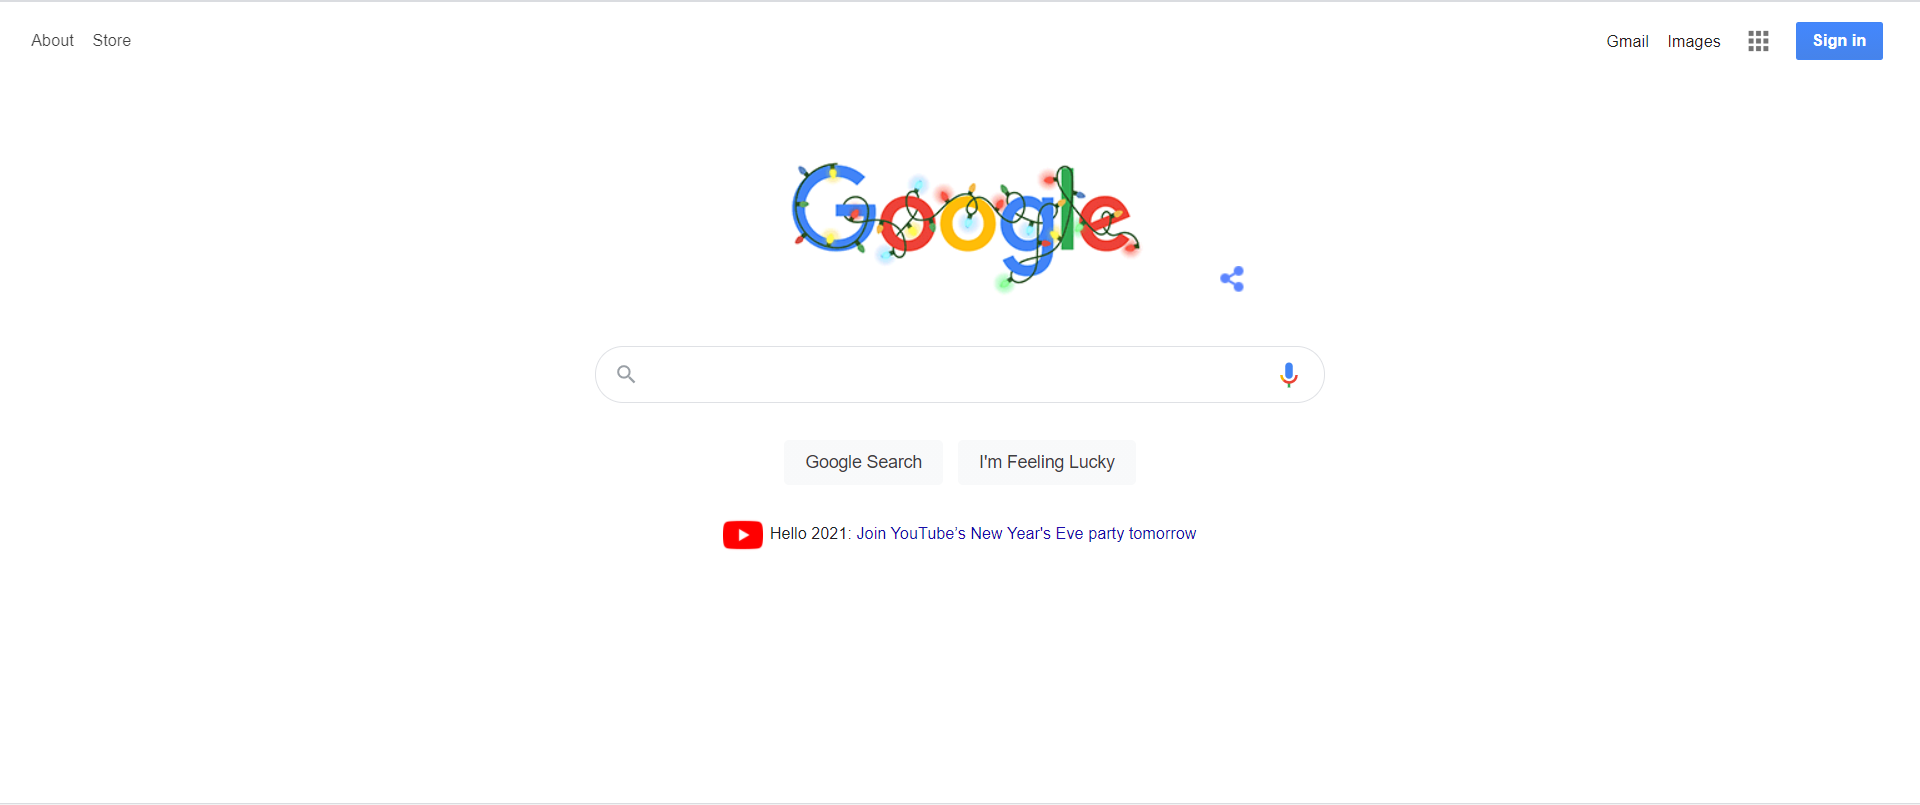 About Store
Gmail Images Sign in
Google
Google Search I'm Feeling Lucky
Hello 2021: Join YouTube’s New Year's Eve party tomorrow